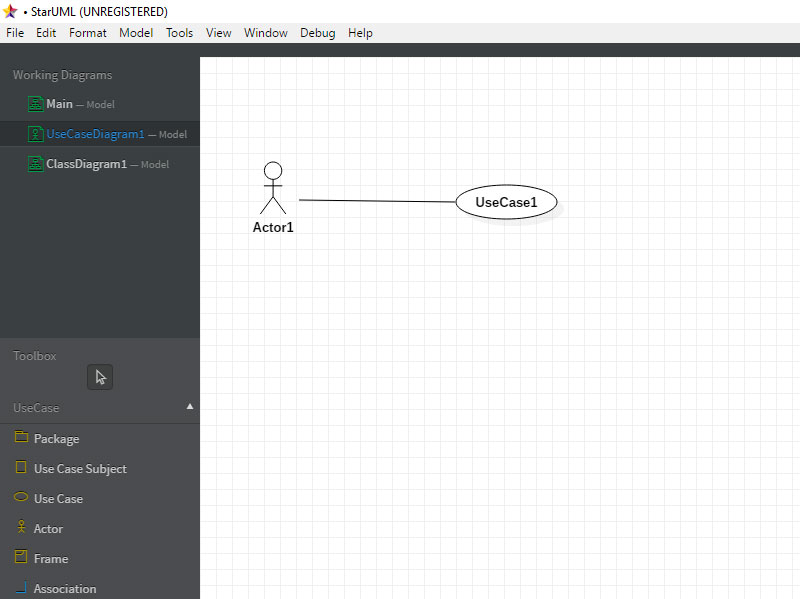 • StarUML (UNREGISTERED)
File Edit Format Model Tools View Window Debug Help
Working Diagrams
Main — Model
UseCaseDiagram1 — Model
ClassDiagram1 — Model
Actor1
UseCase1
Toolbox
UseCase
Package
Use Case Subject
Use Case
Actor
Frame
Association